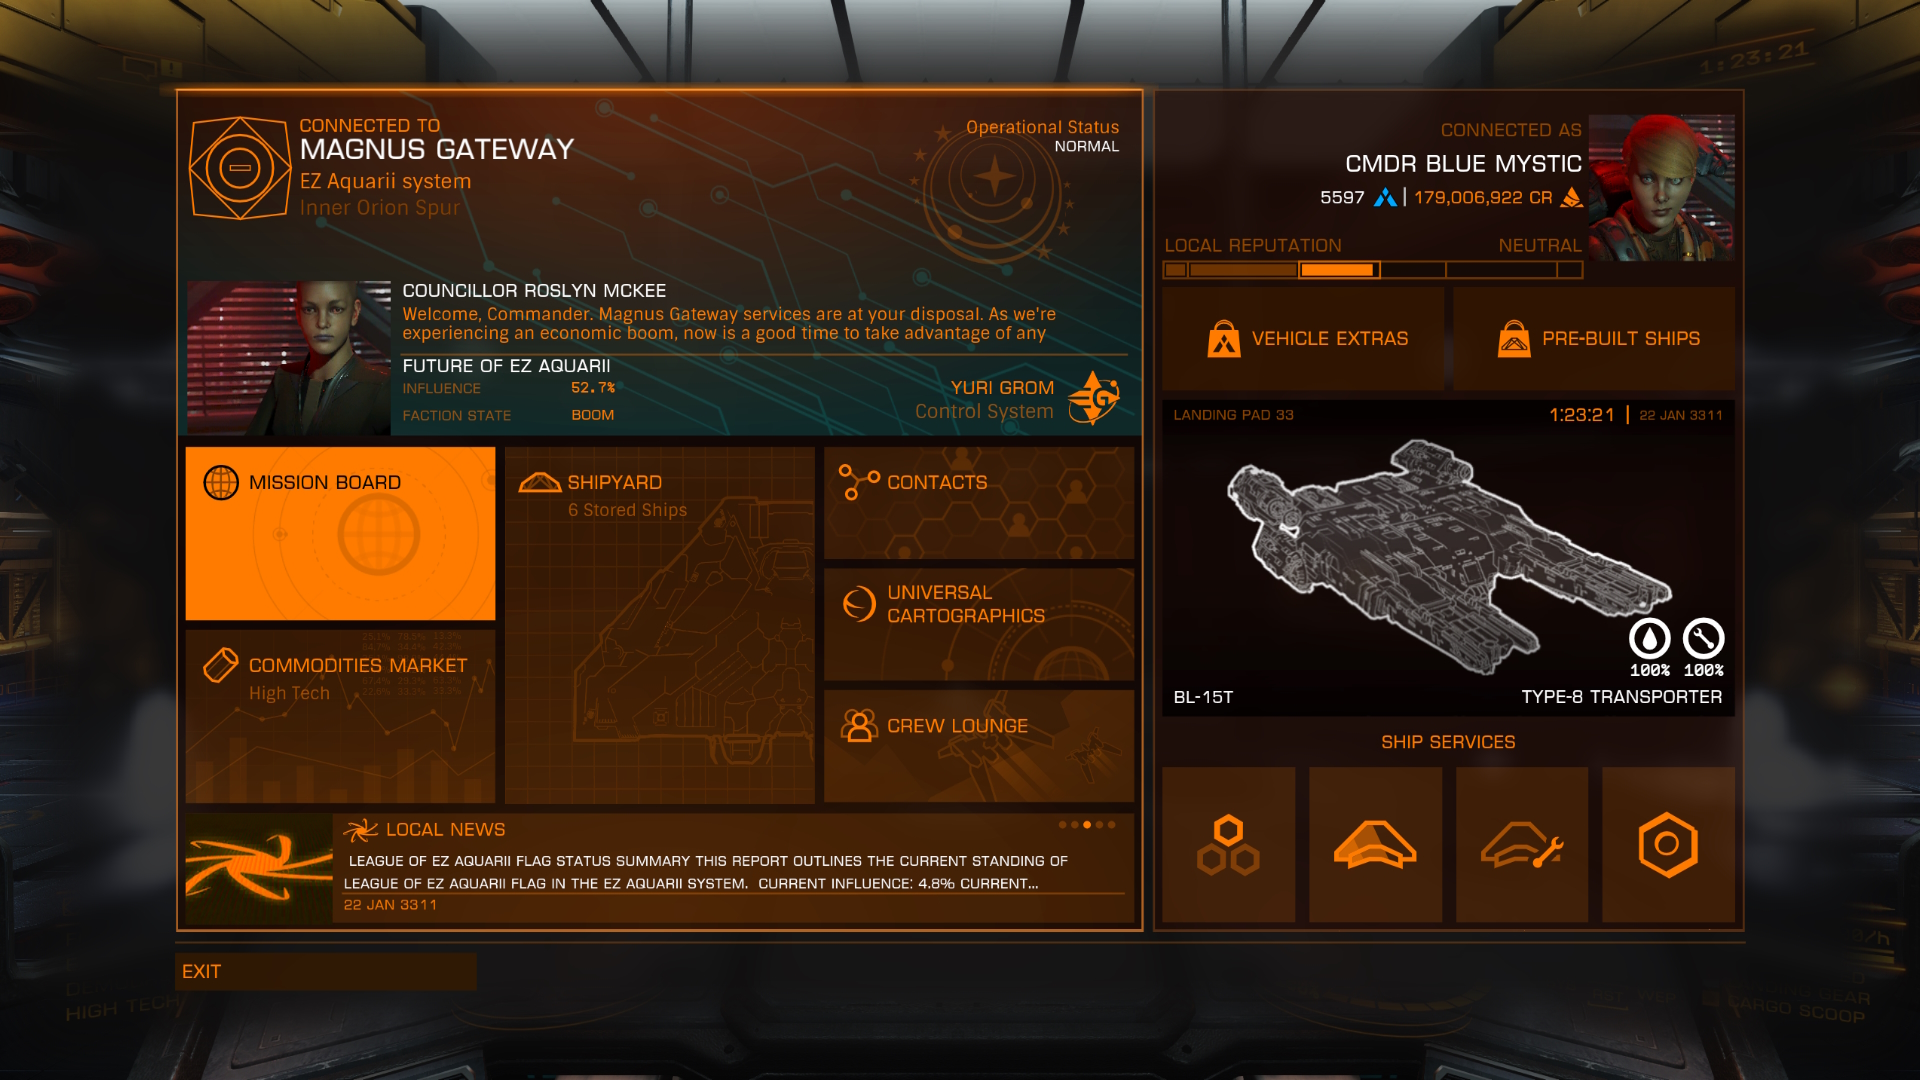 1:23:21
CONNECTED TO
MAGNUS GATEWAY
EZ Aquarii system
Inner Orion Spur
Operational Status
NORMAL
COUNCILLOR ROSLYN MCKEE
Welcome, Commander. Magnus Gateway services are at your disposal. As we're
experiencing an economic boom, now is a good time to take advantage of any
FUTURE OF EZ AQUARII
INFLUENCE 52.7%
FACTION STATE BOOM
YURI GROM
Control System
MISSION BOARD
SHIPYARD
6 Stored Ships
CONTACTS
UNIVERSAL
CARTOGRAPHICS
COMMODITIES MARKET
High Tech
CREW LOUNGE
LOCAL NEWS
LEAGUE OF EZ AQUARII FLAG STATUS SUMMARY THIS REPORT OUTLINES THE CURRENT STANDING OF
LEAGUE OF EZ AQUARII FLAG IN THE EZ AQUARII SYSTEM.  CURRENT INFLUENCE: 4.8% CURRENT...
22 JAN 3311
EXIT
CONNECTED AS
CMDR BLUE MYSTIC
5597 | 179,006,922 CR
LOCAL REPUTATION NEUTRAL
VEHICLE EXTRAS
PRE-BUILT SHIPS
LANDING PAD 33 1:23:21 | 22 JAN 3311
100% 100%
BL-15T TYPE-8 TRANSPORTER
SHIP SERVICES
HIGH TECH
GEAR
CARGO SCOOP